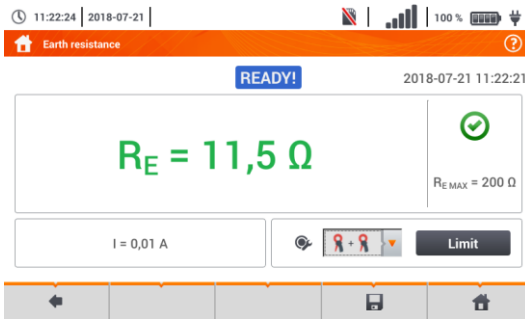 11:22:24 2018-07-21 100 %
Earth resistance
READY! 2018-07-21 11:22:21
RE = 11,5 Ω
RE MAX = 200 Ω
I = 0,01 A
+
Limit